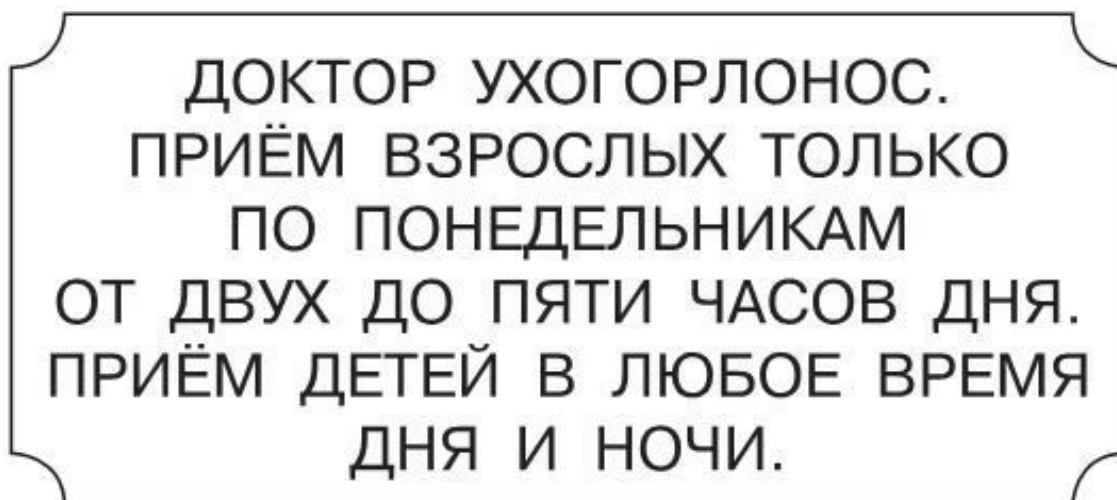 ДОКТОР УХОГОРЛОНОС.
ПРИЁМ ВЗРОСЛЫХ ТОЛЬКО
ПО ПОНЕДЕЛЬНИКАМ
ОТ ДВУХ ДО ПЯТИ ЧАСОВ ДНЯ.
ПРИЁМ ДЕТЕЙ В ЛЮБОЕ ВРЕМЯ
ДНЯ И НОЧИ.